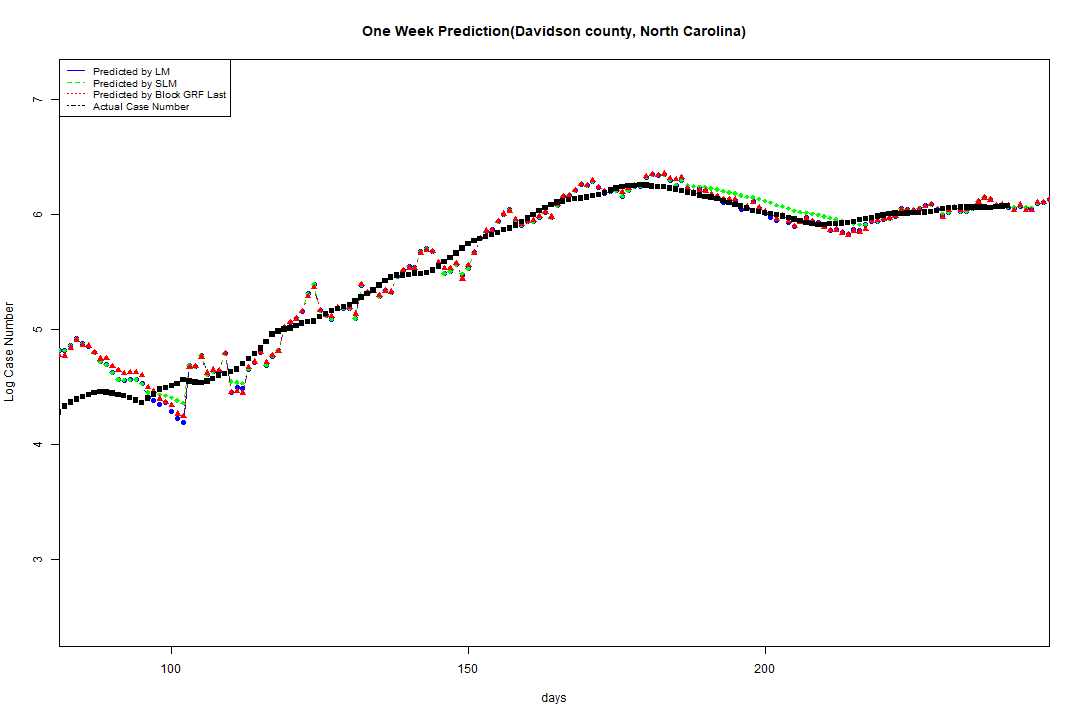 One Week Prediction(Davidson county, North Carolina)
Predicted by LM
Predicted by SLM
Predicted by Block GRF Last
Actual Case Number
7
6
5
4
3
Log Case Number
100 150 200
days